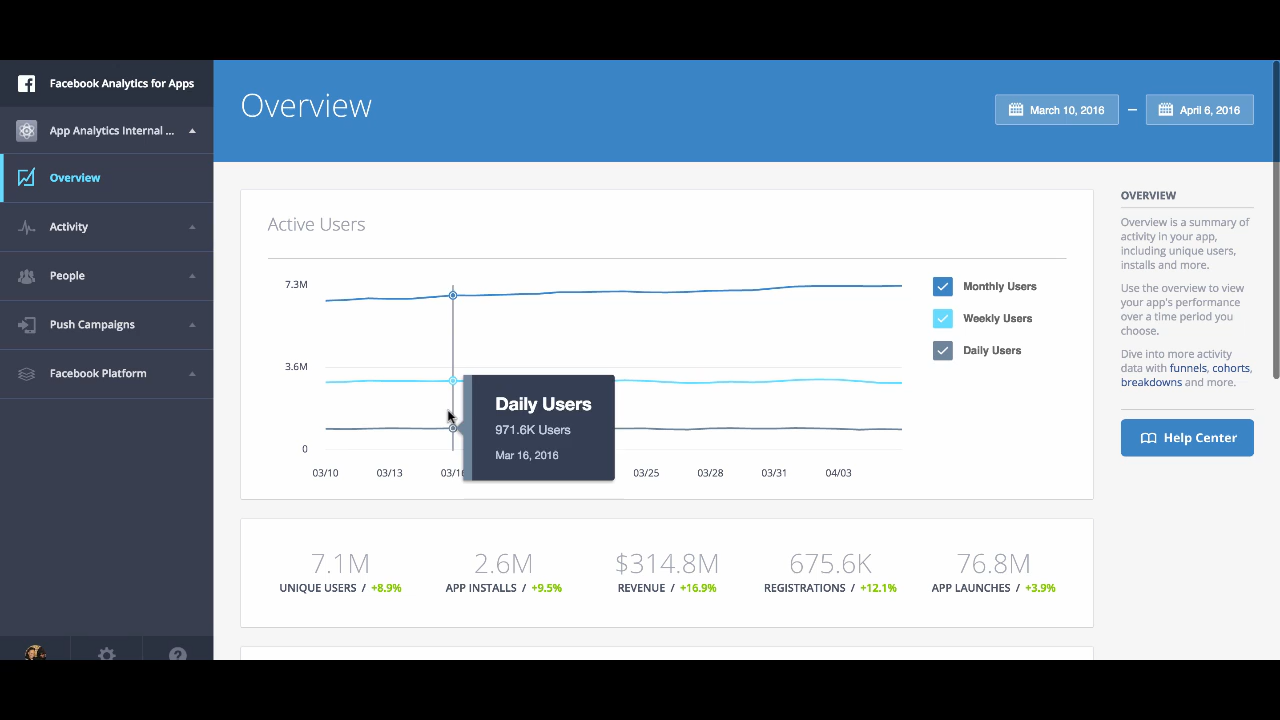 Facebook Analytics for Apps
App Analytics Internal ...
Overview
Activity
People
Push Campaigns
Facebook Platform
Overview
March 10, 2016 – April 6, 2016
Active Users
7.3M
3.6M
0
03/10 03/13 03/16 03/25 03/28 03/31 04/03
Daily Users
971.6K Users
Mar 16, 2016
Monthly Users
Weekly Users
Daily Users
7.1M
UNIQUE USERS / +8.9%
2.6M
APP INSTALLS / +9.5%
$314.8M
REVENUE / +16.9%
675.6K
REGISTRATIONS / +12.1%
76.8M
APP LAUNCHES / +3.9%
OVERVIEW
Overview is a summary of
activity in your app,
including unique users,
installs and more.
Use the overview to view
your app's performance
over a time period you
choose.
Dive into more activity
data with funnels, cohorts,
breakdowns and more.
Help Center